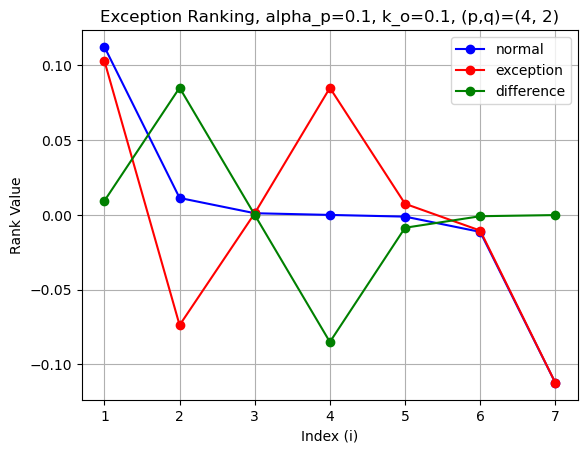 Exception Ranking, alpha_p=0.1, k_o=0.1, (p,q)=(4, 2)
normal
exception
difference
0.10
0.05
0.00
−0.05
−0.10
Rank Value
1 2 3 4 5 6 7
Index (i)